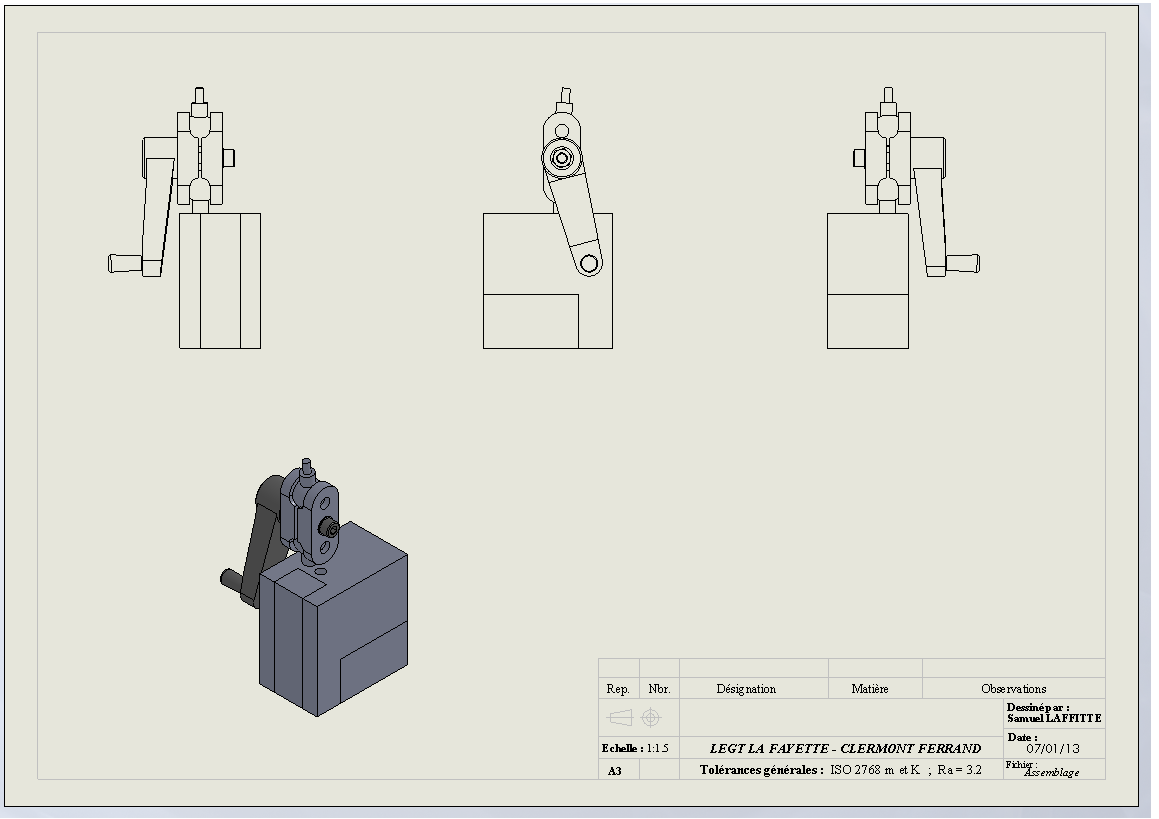 Rep. Nbr. Désignation Matière Observations
Dessiné par :
Samuel LAFFITTE
Echelle : 1:1.5 LEGT LA FAYETTE - CLERMONT FERRAND
Date :
07/01/13
A3 Tolérances générales : ISO 2768 m et K ; Ra = 3.2
Fichier :
Assemblage